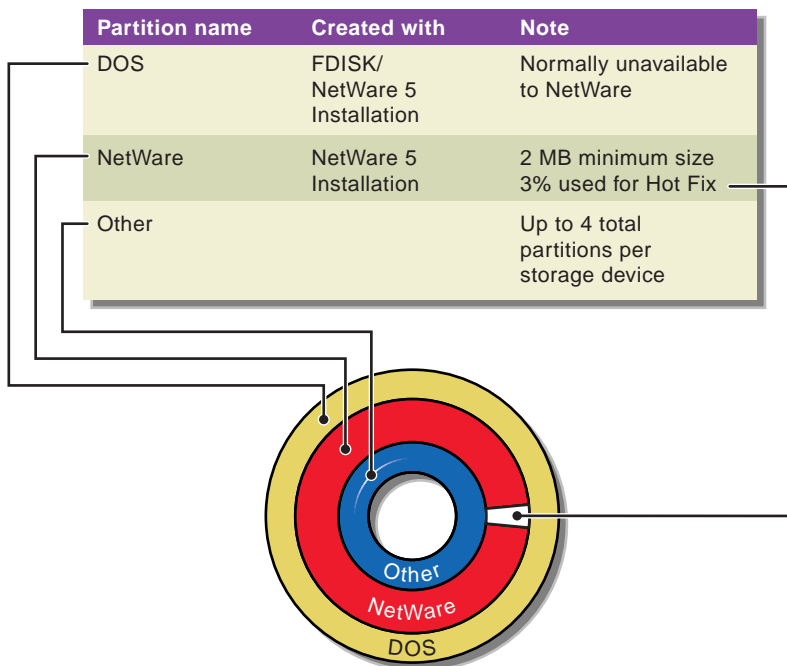 Partition name Created with Note
DOS FDISK/ Normally unavailable
NetWare 5 to NetWare
Installation
NetWare NetWare 5 2 MB minimum size
Installation 3% used for Hot Fix
Other Up to 4 total
partitions per
storage device
Other
NetWare
DOS